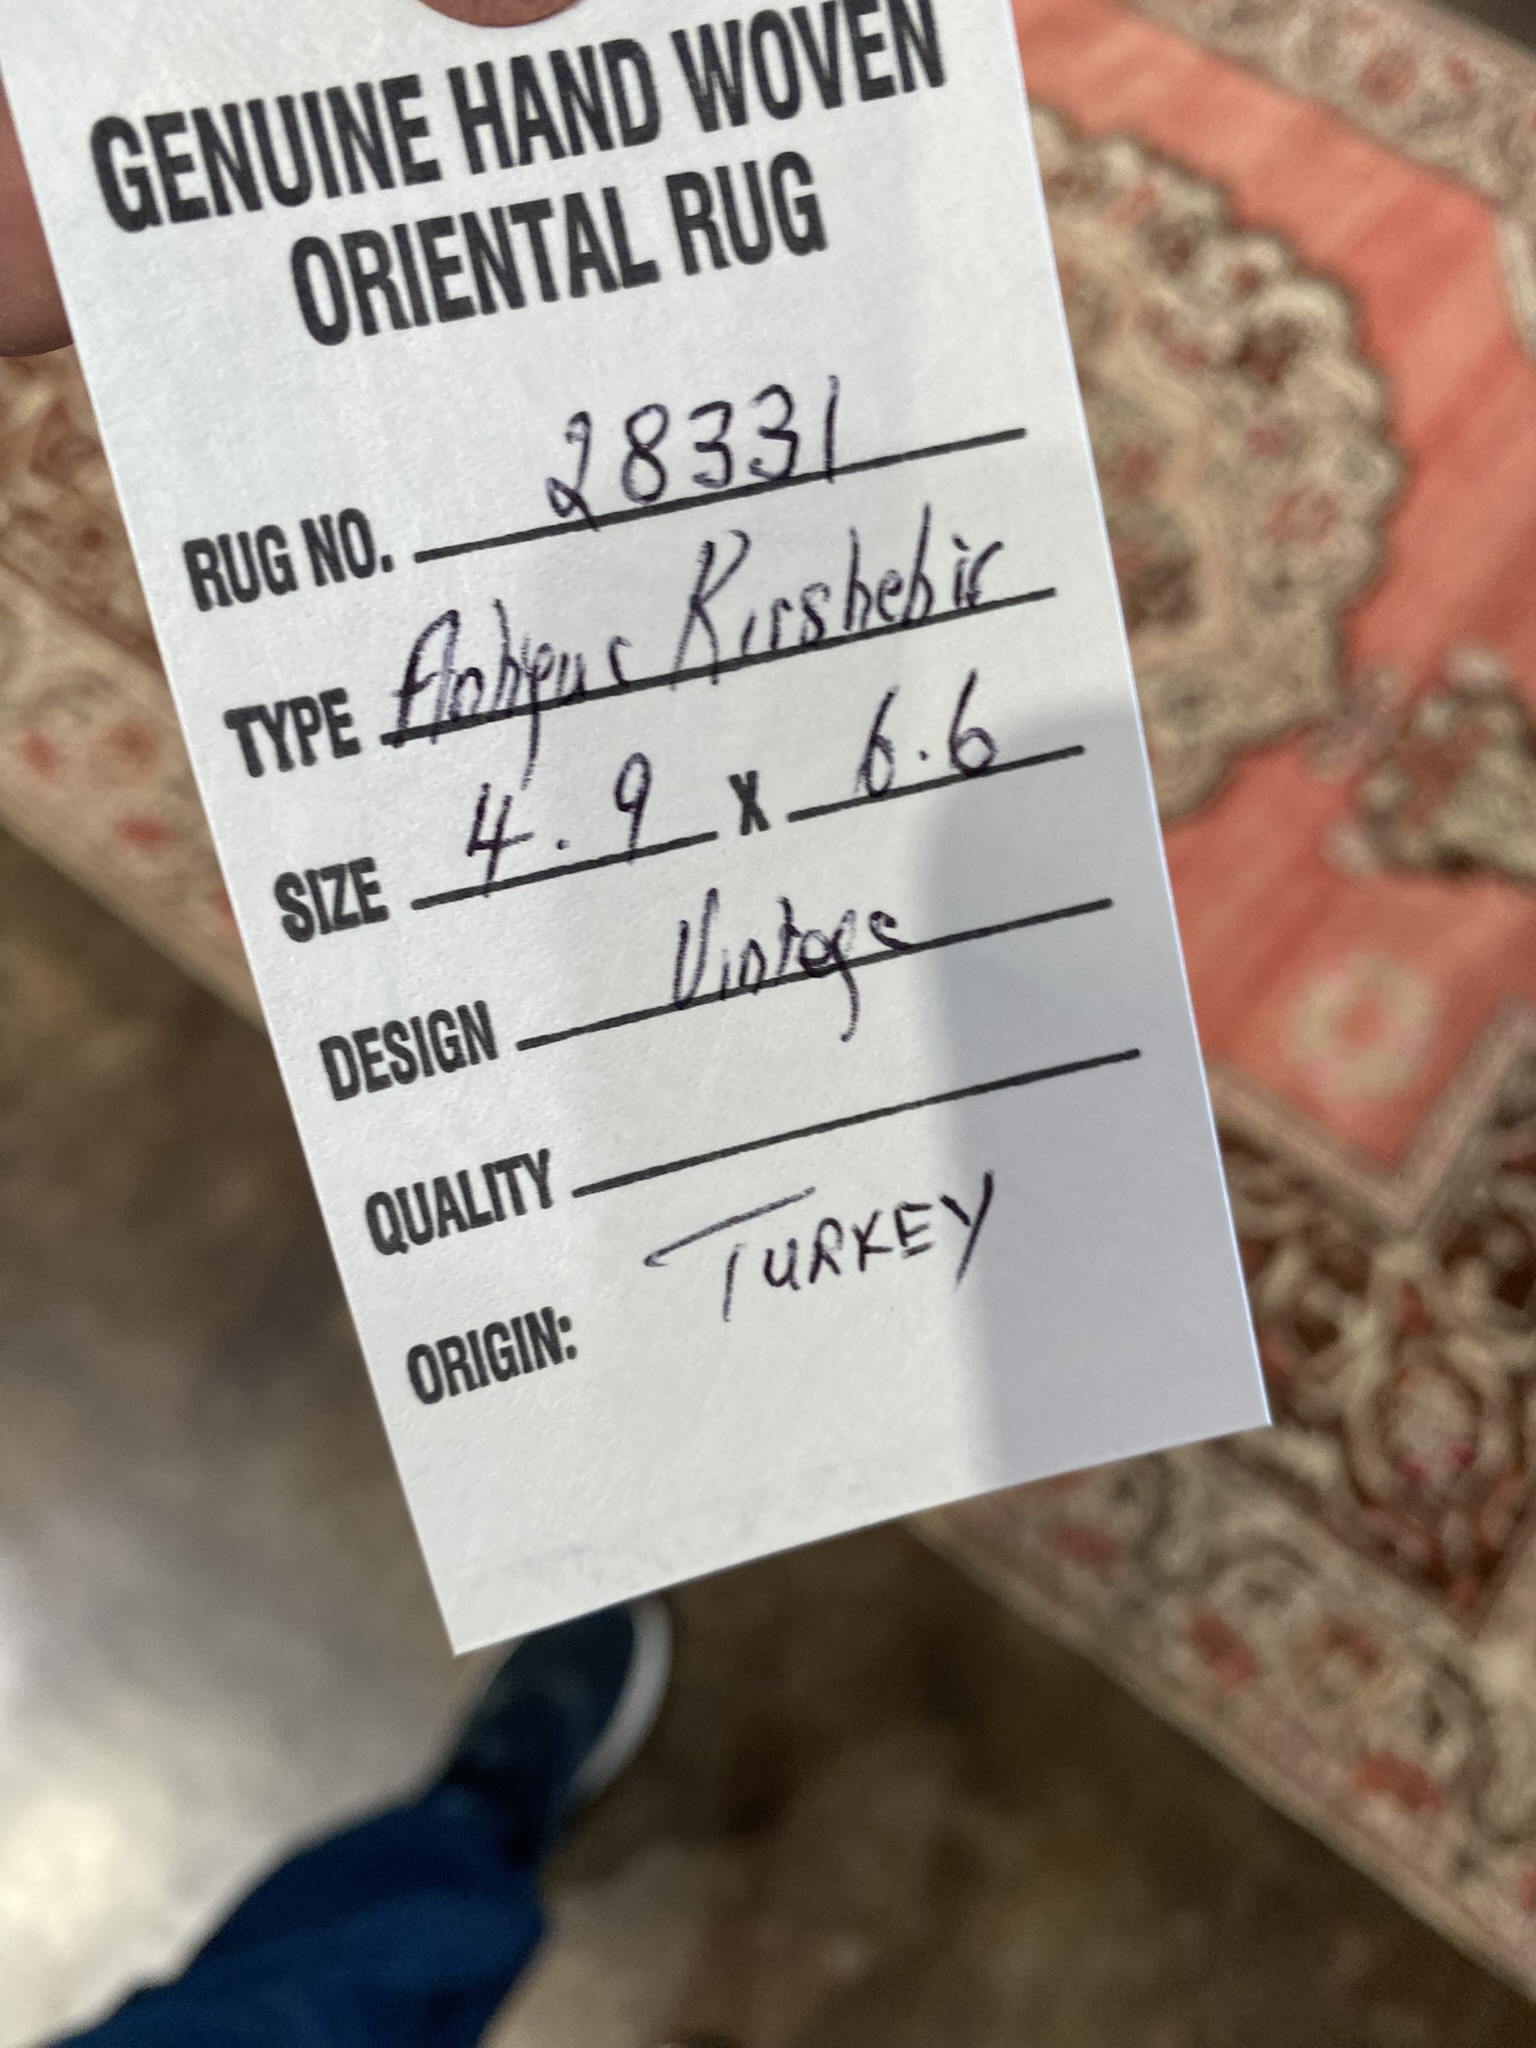 GENUINE HAND WOVEN
ORIENTAL RUG
RUG NO. 28331
TYPE Kirshehir
SIZE 4.9 X 6.6
DESIGN Vintage
QUALITY
ORIGIN: TURKEY